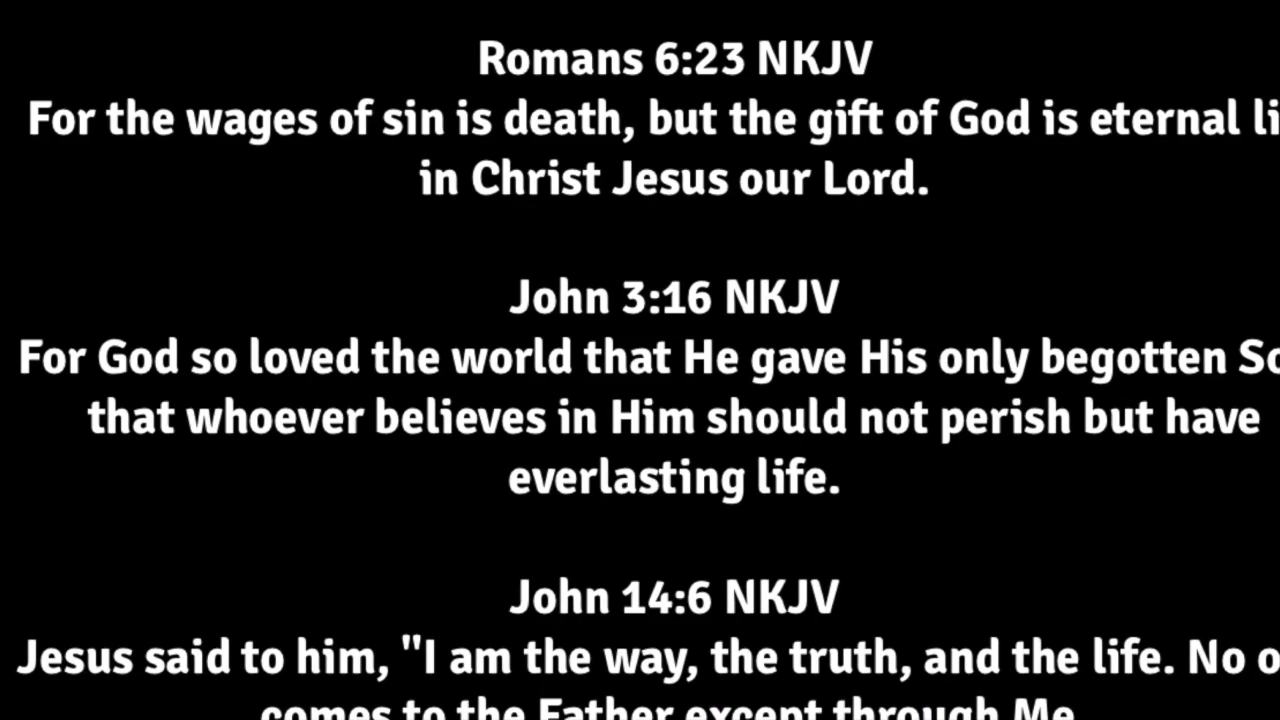 Romans 6:23 NKJV
For the wages of sin is death, but the gift of God is eternal li
in Christ Jesus our Lord.
John 3:16 NKJV
For God so loved the world that He gave His only begotten So
that whoever believes in Him should not perish but have
everlasting life.
John 14:6 NKJV
Jesus said to him, "I am the way, the truth, and the life. No o
comes to the Father except through Me